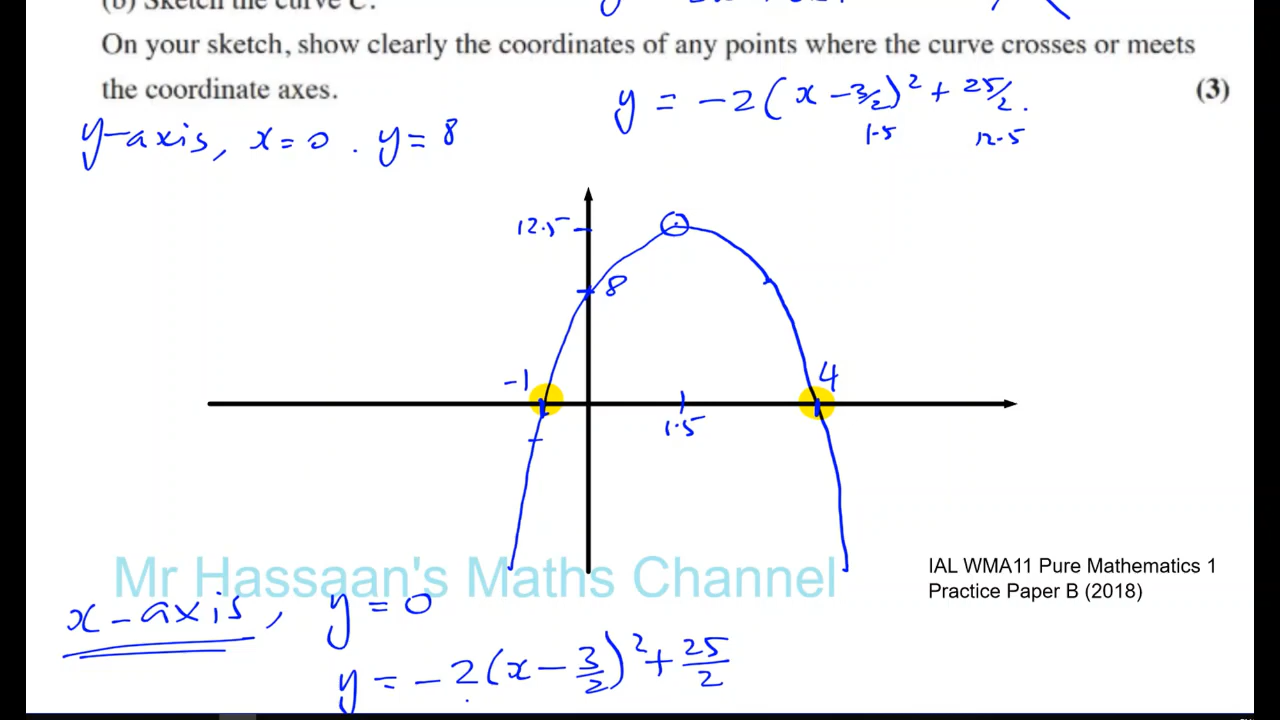 (b) Sketch the curve C.
On your sketch, show clearly the coordinates of any points where the curve crosses or meets
the coordinate axes.
(3)
y = -2(x - 3/2)² + 25/2.
1.5
12.5
y-axis, x=0 . y= 8
12.5
8
-1
4
1.5
Mr Hassaan's Maths Channel
IAL WMA11 Pure Mathematics 1
Practice Paper B (2018)
x-axis, y=0
y = -2(x - 3/2)² + 25/2